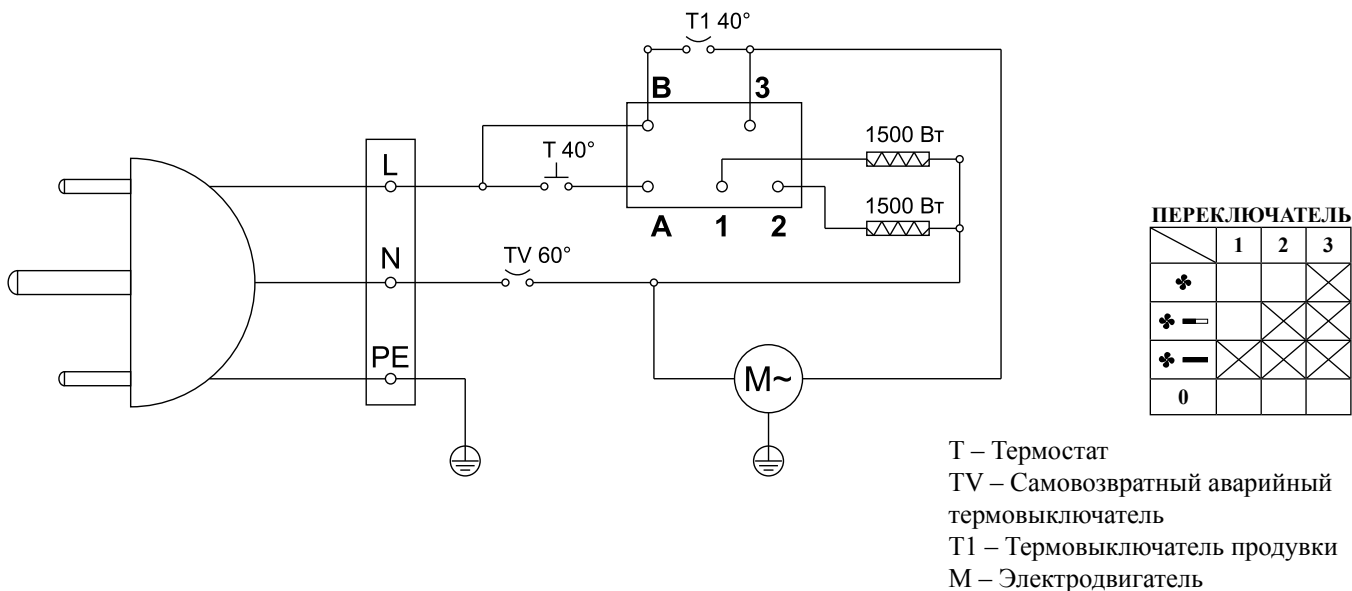 T1 40°
B 3
1500 Вт
L
T 40°
1500 Вт
A 1 2
N
TV 60°
PE
M~
ПЕРЕКЛЮЧАТЕЛЬ
1 2 3
0
T – Термостат
TV – Самовозвратный аварийный
термовыключатель
T1 – Термовыключатель продувки
M – Электродвигатель